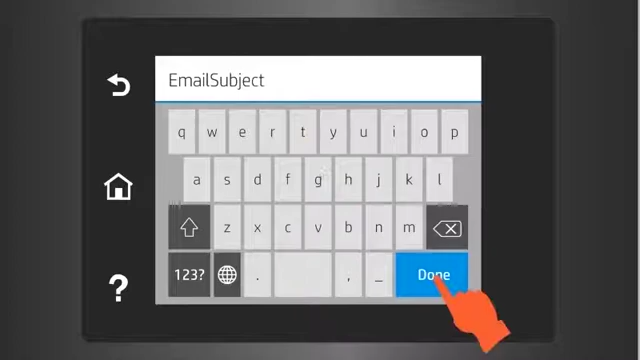 EmailSubject
q w e r t y u i o p
a s d f g h j k l
z x c v b n m
123? . , _ Done
?